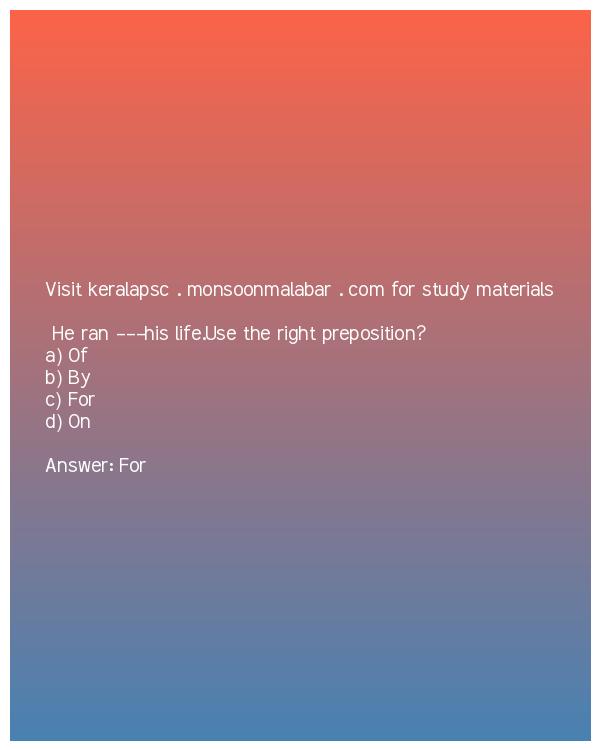 Visit keralapsc . monsoonmalabar . com for study materials
He ran ---his life.Use the right preposition?
a) Of
b) By
c) For
d) On
Answer: For